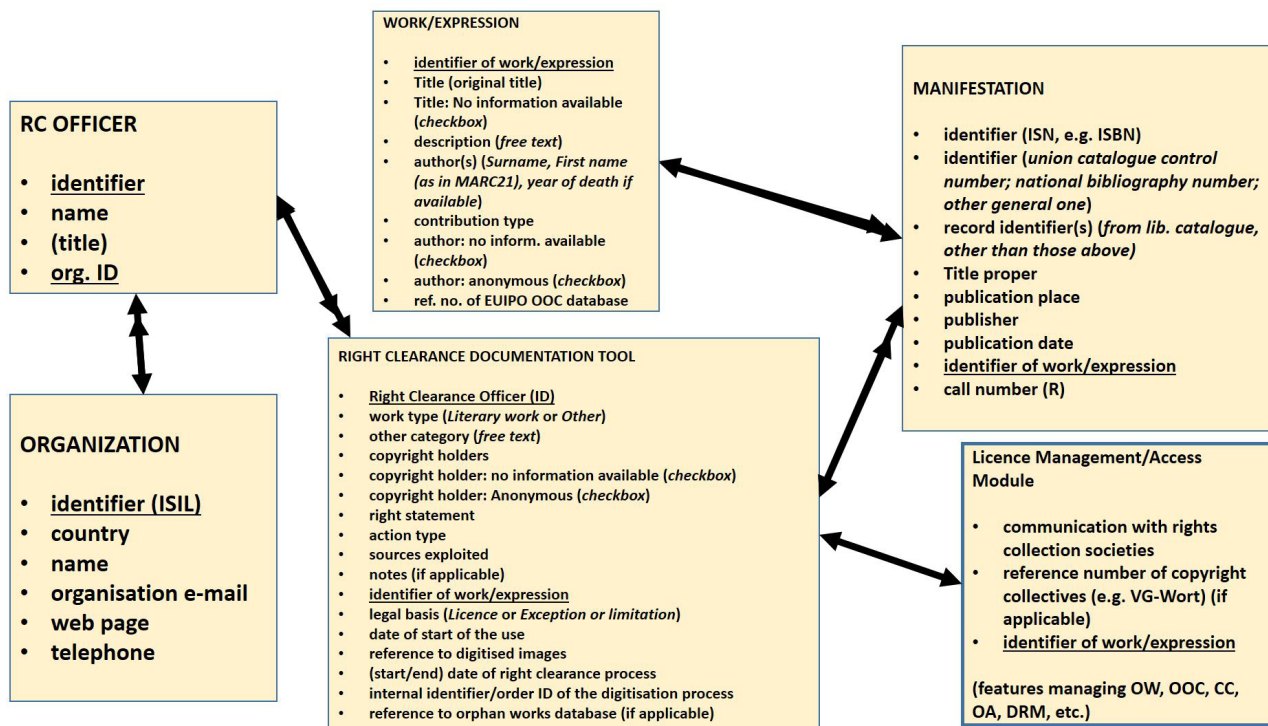 WORK/EXPRESSION
• identifier of work/expression
• Title (original title)
• Title: No information available
(checkbox)
• description (free text)
• author(s) (Surname, First name
(as in MARC21), year of death if
available)
• contribution type
• author: no inform. available
(checkbox)
• author: anonymous (checkbox)
• ref. no. of EUIPO OOC database
MANIFESTATION
• identifier (ISN, e.g. ISBN)
• identifier (union catalogue control
number; national bibliography number;
other general one)
• record identifier(s) (from lib. catalogue,
other than those above)
• Title proper
• publication place
• publisher
• publication date
• identifier of work/expression
• call number (R)
RC OFFICER
• identifier
• name
• (title)
• org. ID
RIGHT CLEARANCE DOCUMENTATION TOOL
• Right Clearance Officer (ID)
• work type (Literary work or Other)
• other category (free text)
• copyright holders
• copyright holder: no information available (checkbox)
• copyright holder: Anonymous (checkbox)
• right statement
• action type
• sources exploited
• notes (if applicable)
• identifier of work/expression
• legal basis (Licence or Exception or limitation)
• date of start of the use
• reference to digitised images
• (start/end) date of right clearance process
• internal identifier/order ID of the digitisation process
• reference to orphan works database (if applicable)
ORGANIZATION
• identifier (ISIL)
• country
• name
• organisation e-mail
• web page
• telephone
Licence Management/Access
Module
• communication with rights
collection societies
• reference number of copyright
collectives (e.g. VG-Wort) (if
applicable)
• identifier of work/expression
(features managing OW, OOC, CC,
OA, DRM, etc.)